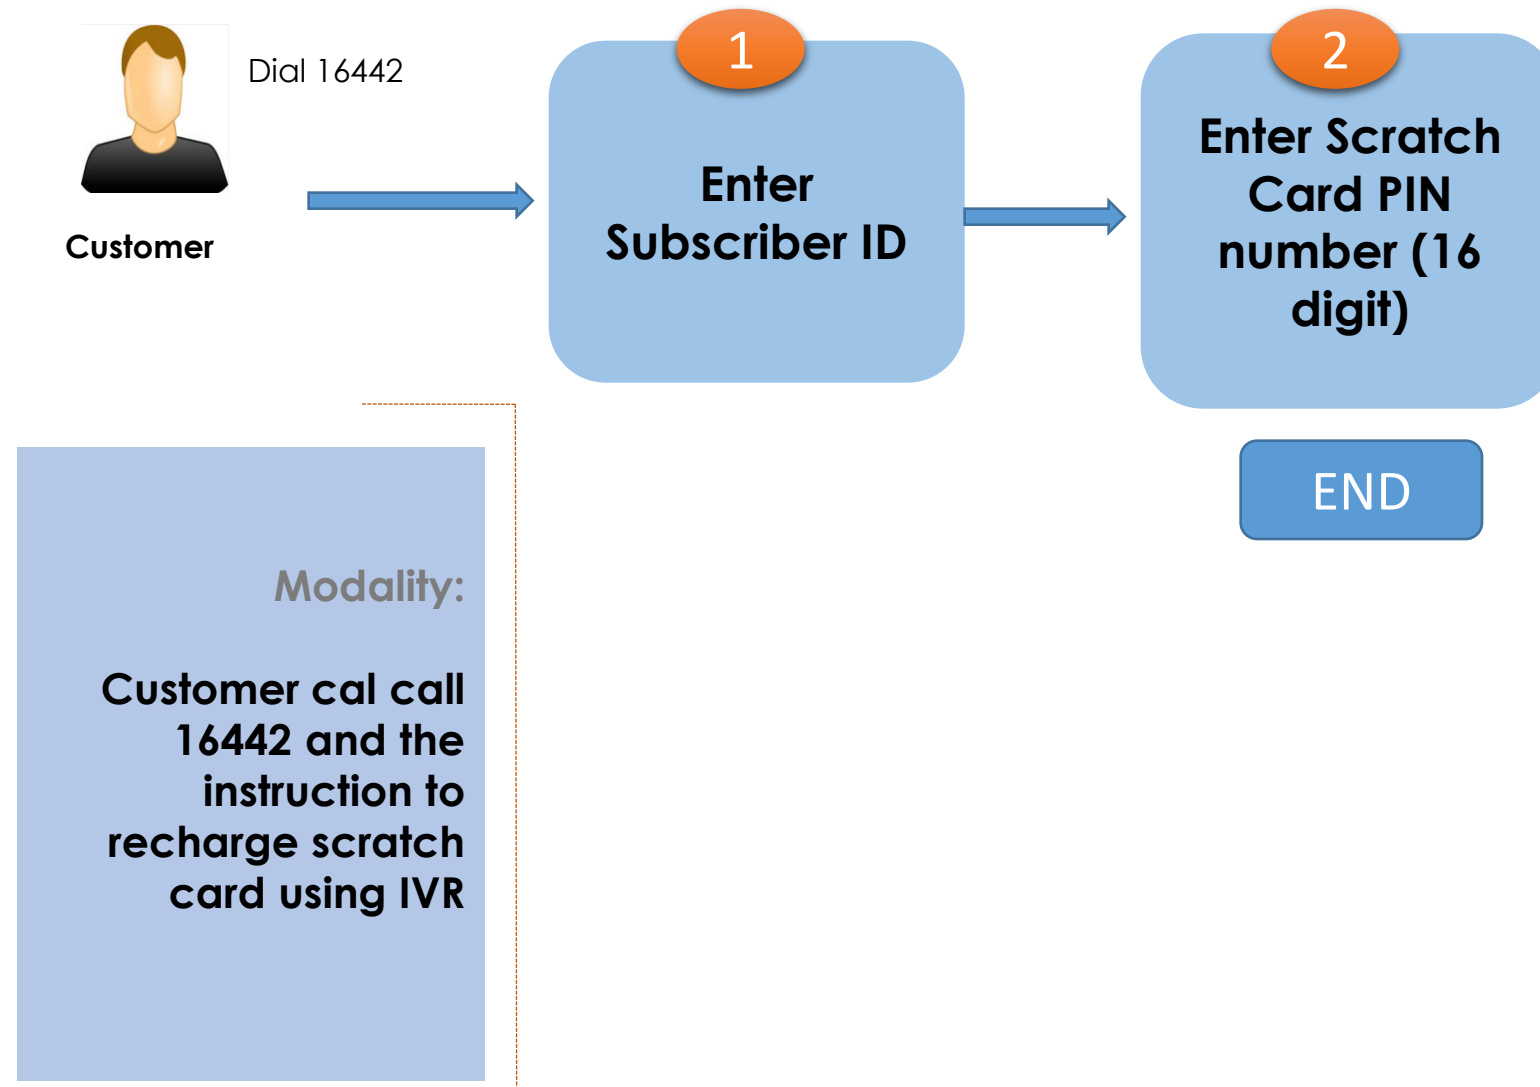 Dial 16442
Customer
1
Enter
Subscriber ID
2
Enter Scratch
Card PIN
number (16
digit)
END
Modality:
Customer cal call
16442 and the
instruction to
recharge scratch
card using IVR